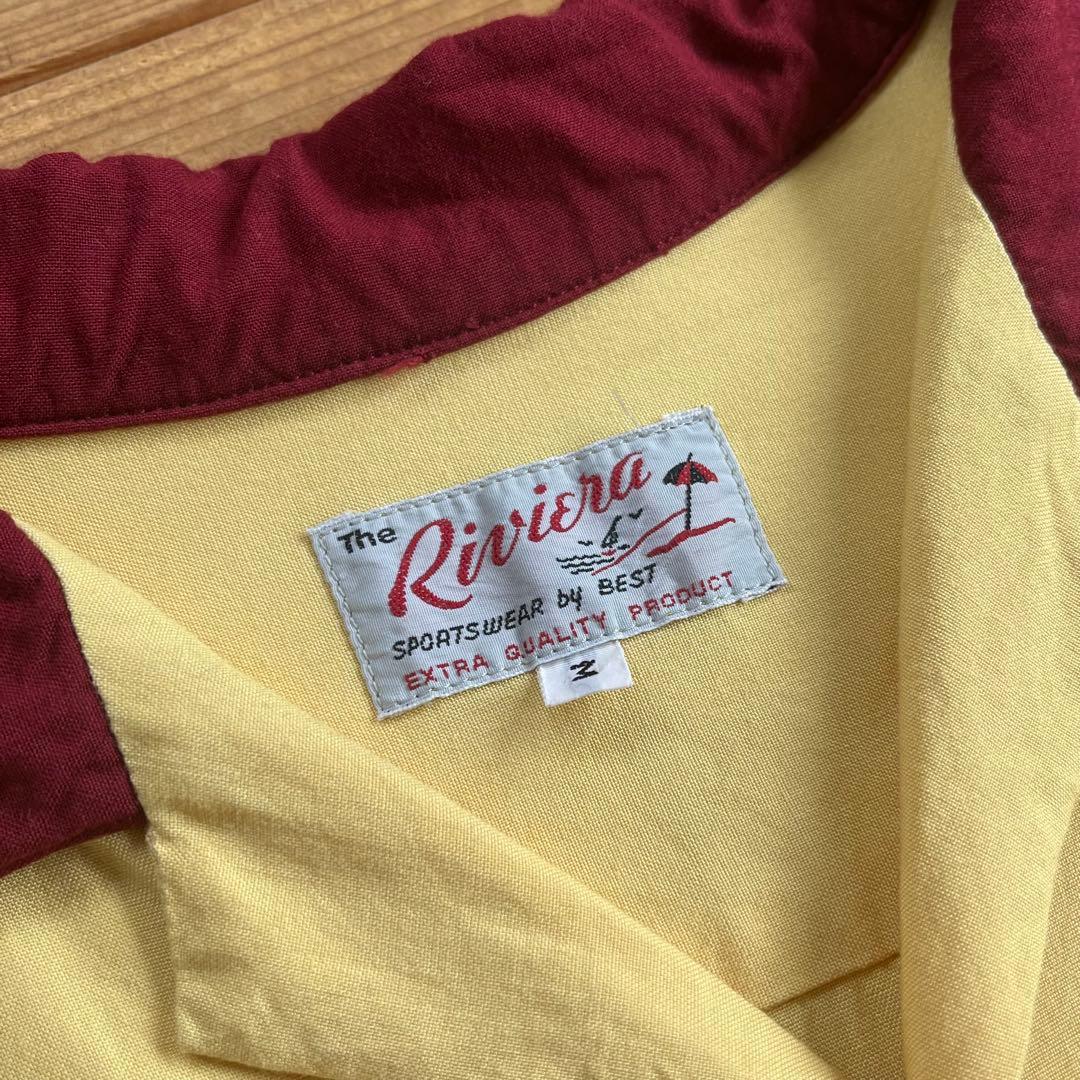 The Riviera
SPORTSWEAR by BEST
EXTRA QUALITY PRODUCT
M